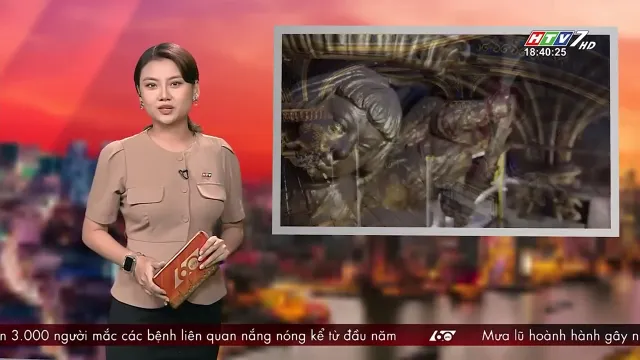 HTV7 HD
18:40:25
n 3.000 người mắc các bệnh liên quan nắng nóng kể từ đầu năm 60 Mưa lũ hoành hành gây n